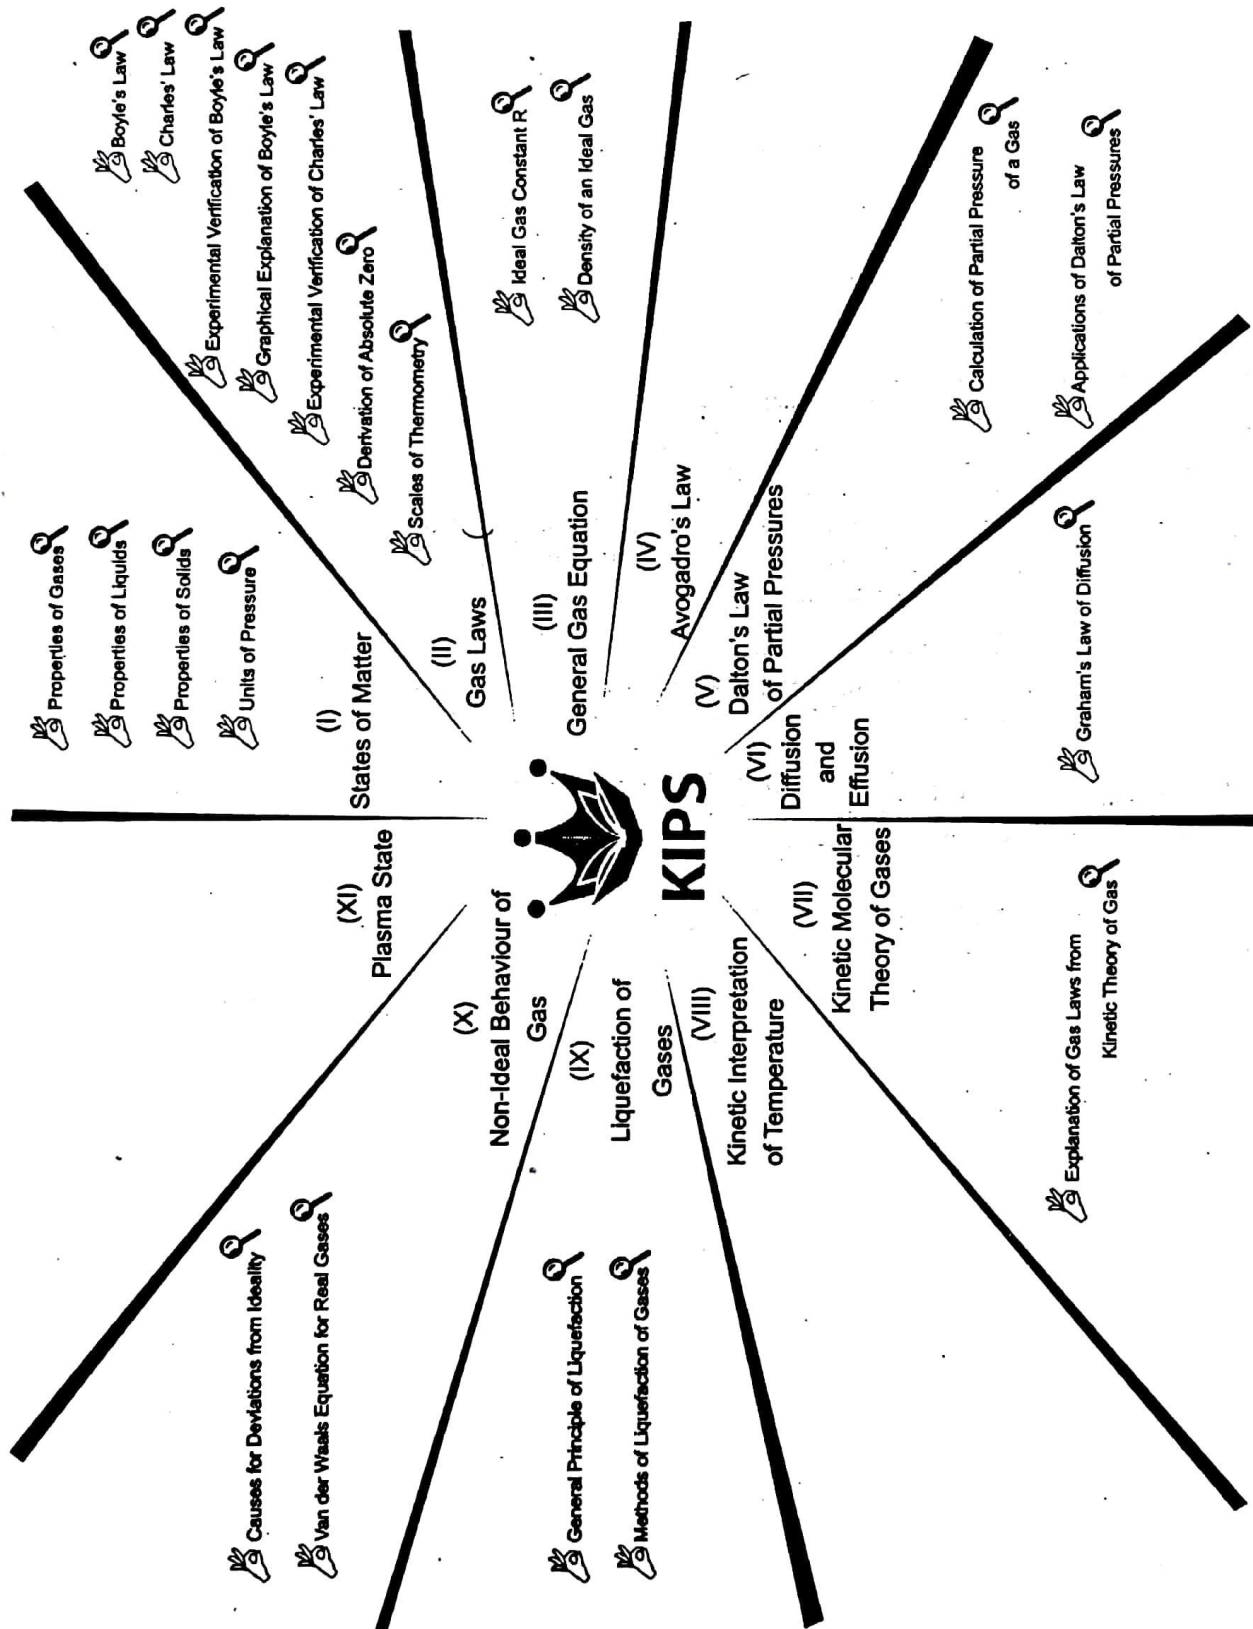 (I)
States of Matter
Properties of Gases
Properties of Liquids
Properties of Solids
Units of Pressure
(II)
Gas Laws
Boyle's Law
Charles' Law
Experimental Verification of Boyle's Law
Graphical Explanation of Boyle's Law
Experimental Verification of Charles' Law
Derivation of Absolute Zero
Scales of Thermometry
(III)
General Gas Equation
Ideal Gas Constant R
Density of an Ideal Gas
(IV)
Avogadro's Law
(V)
Dalton's Law
of Partial Pressures
Calculation of Partial Pressure
of a Gas
Applications of Dalton's Law
of Partial Pressures
(VI)
Diffusion
and
Effusion
Graham's Law of Diffusion
(VII)
Kinetic Molecular
Theory of Gases
Explanation of Gas Laws from
Kinetic Theory of Gas
(VIII)
Kinetic Interpretation
of Temperature
(IX)
Liquefaction of
Gases
General Principle of Liquefaction
Methods of Liquefaction of Gases
(X)
Non-Ideal Behaviour of
Gas
Causes for Deviations from Ideality
Van der Waals Equation for Real Gases
(XI)
Plasma State
KIPS